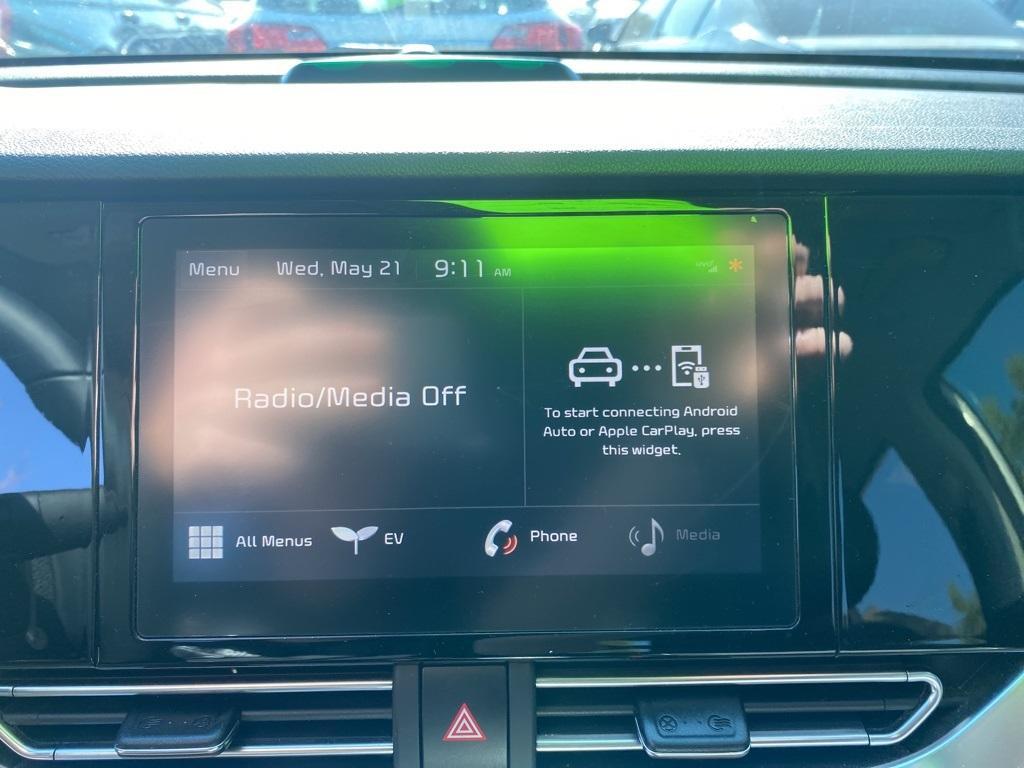 Menu Wed, May 21 9:11 AM
Radio/Media Off
To start connecting Android
Auto or Apple CarPlay, press
this widget.
All Menus EV Phone Media